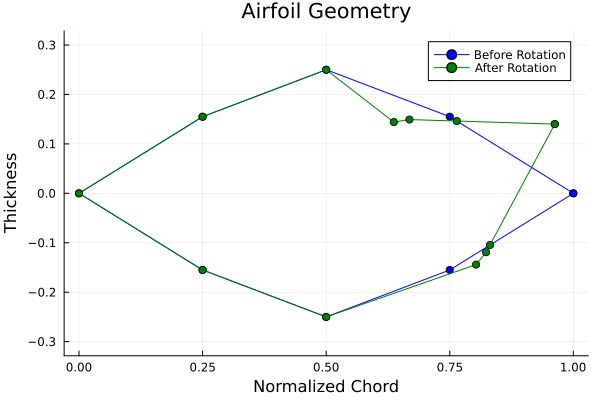 Airfoil Geometry
Before Rotation
After Rotation
Thickness
0.3
0.2
0.1
0.0
−0.1
−0.2
−0.3
0.00 0.25 0.50 0.75 1.00
Normalized Chord